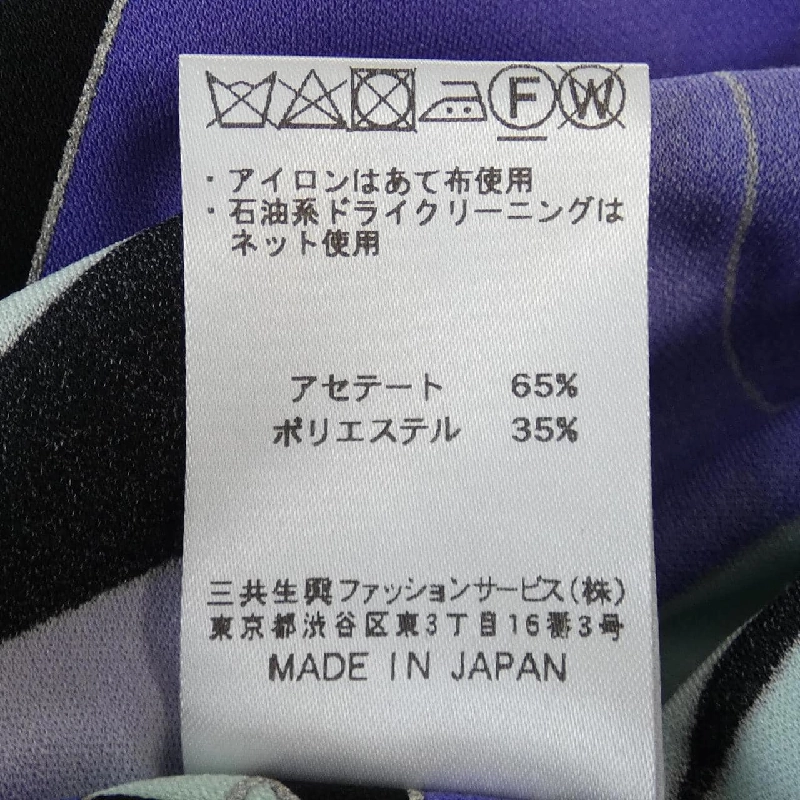 F W
・アイロンはあて布使用
・石油系ドライクリーニングは
ネット使用
アセテート 65%
ポリエステル 35%
三共生興ファッションサービス(株)
東京都渋谷区東3丁目16番3号
MADE IN JAPAN